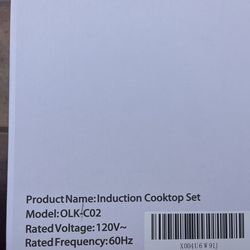 Product Name:Induction Cooktop Set
Model:OLK-C02
Rated Voltage:120V~
Rated Frequency:60Hz